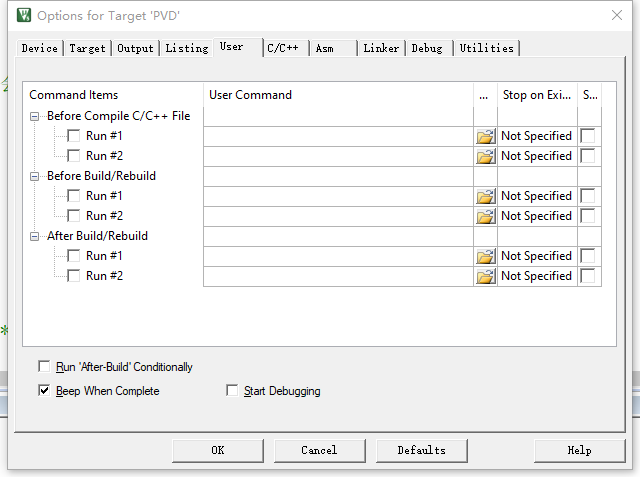 Options for Target 'PVD'
Device Target Output Listing User C/C++ Asm Linker Debug Utilities
Command Items User Command ... Stop on Exi... S...
Before Compile C/C++ File
Run #1 Not Specified
Run #2 Not Specified
Before Build/Rebuild
Run #1 Not Specified
Run #2 Not Specified
After Build/Rebuild
Run #1 Not Specified
Run #2 Not Specified
Run 'After-Build' Conditionally
Beep When Complete Start Debugging
OK Cancel Defaults Help